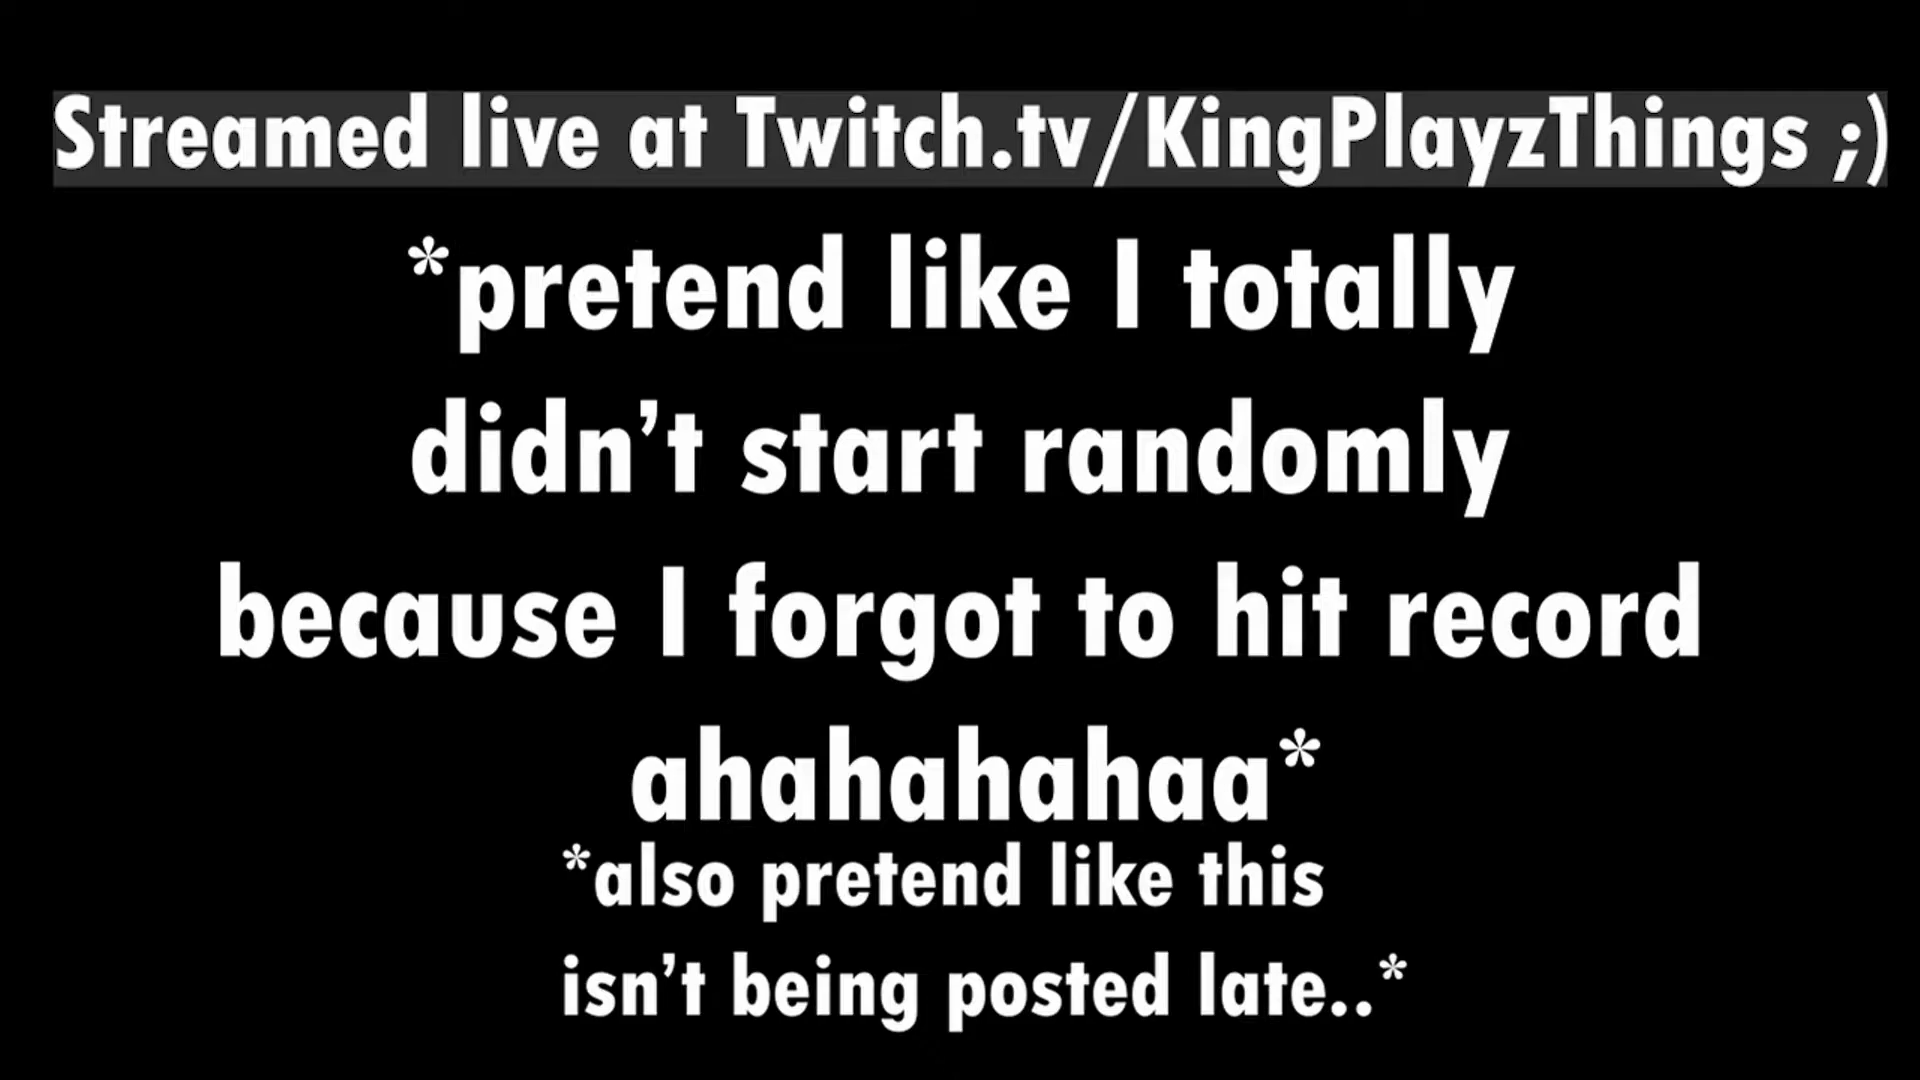 Streamed live at Twitch.tv/KingPlayzThings ;)
*pretend like I totally
didn’t start randomly
because I forgot to hit record
ahahahahaa*
*also pretend like this
isn’t being posted late..*